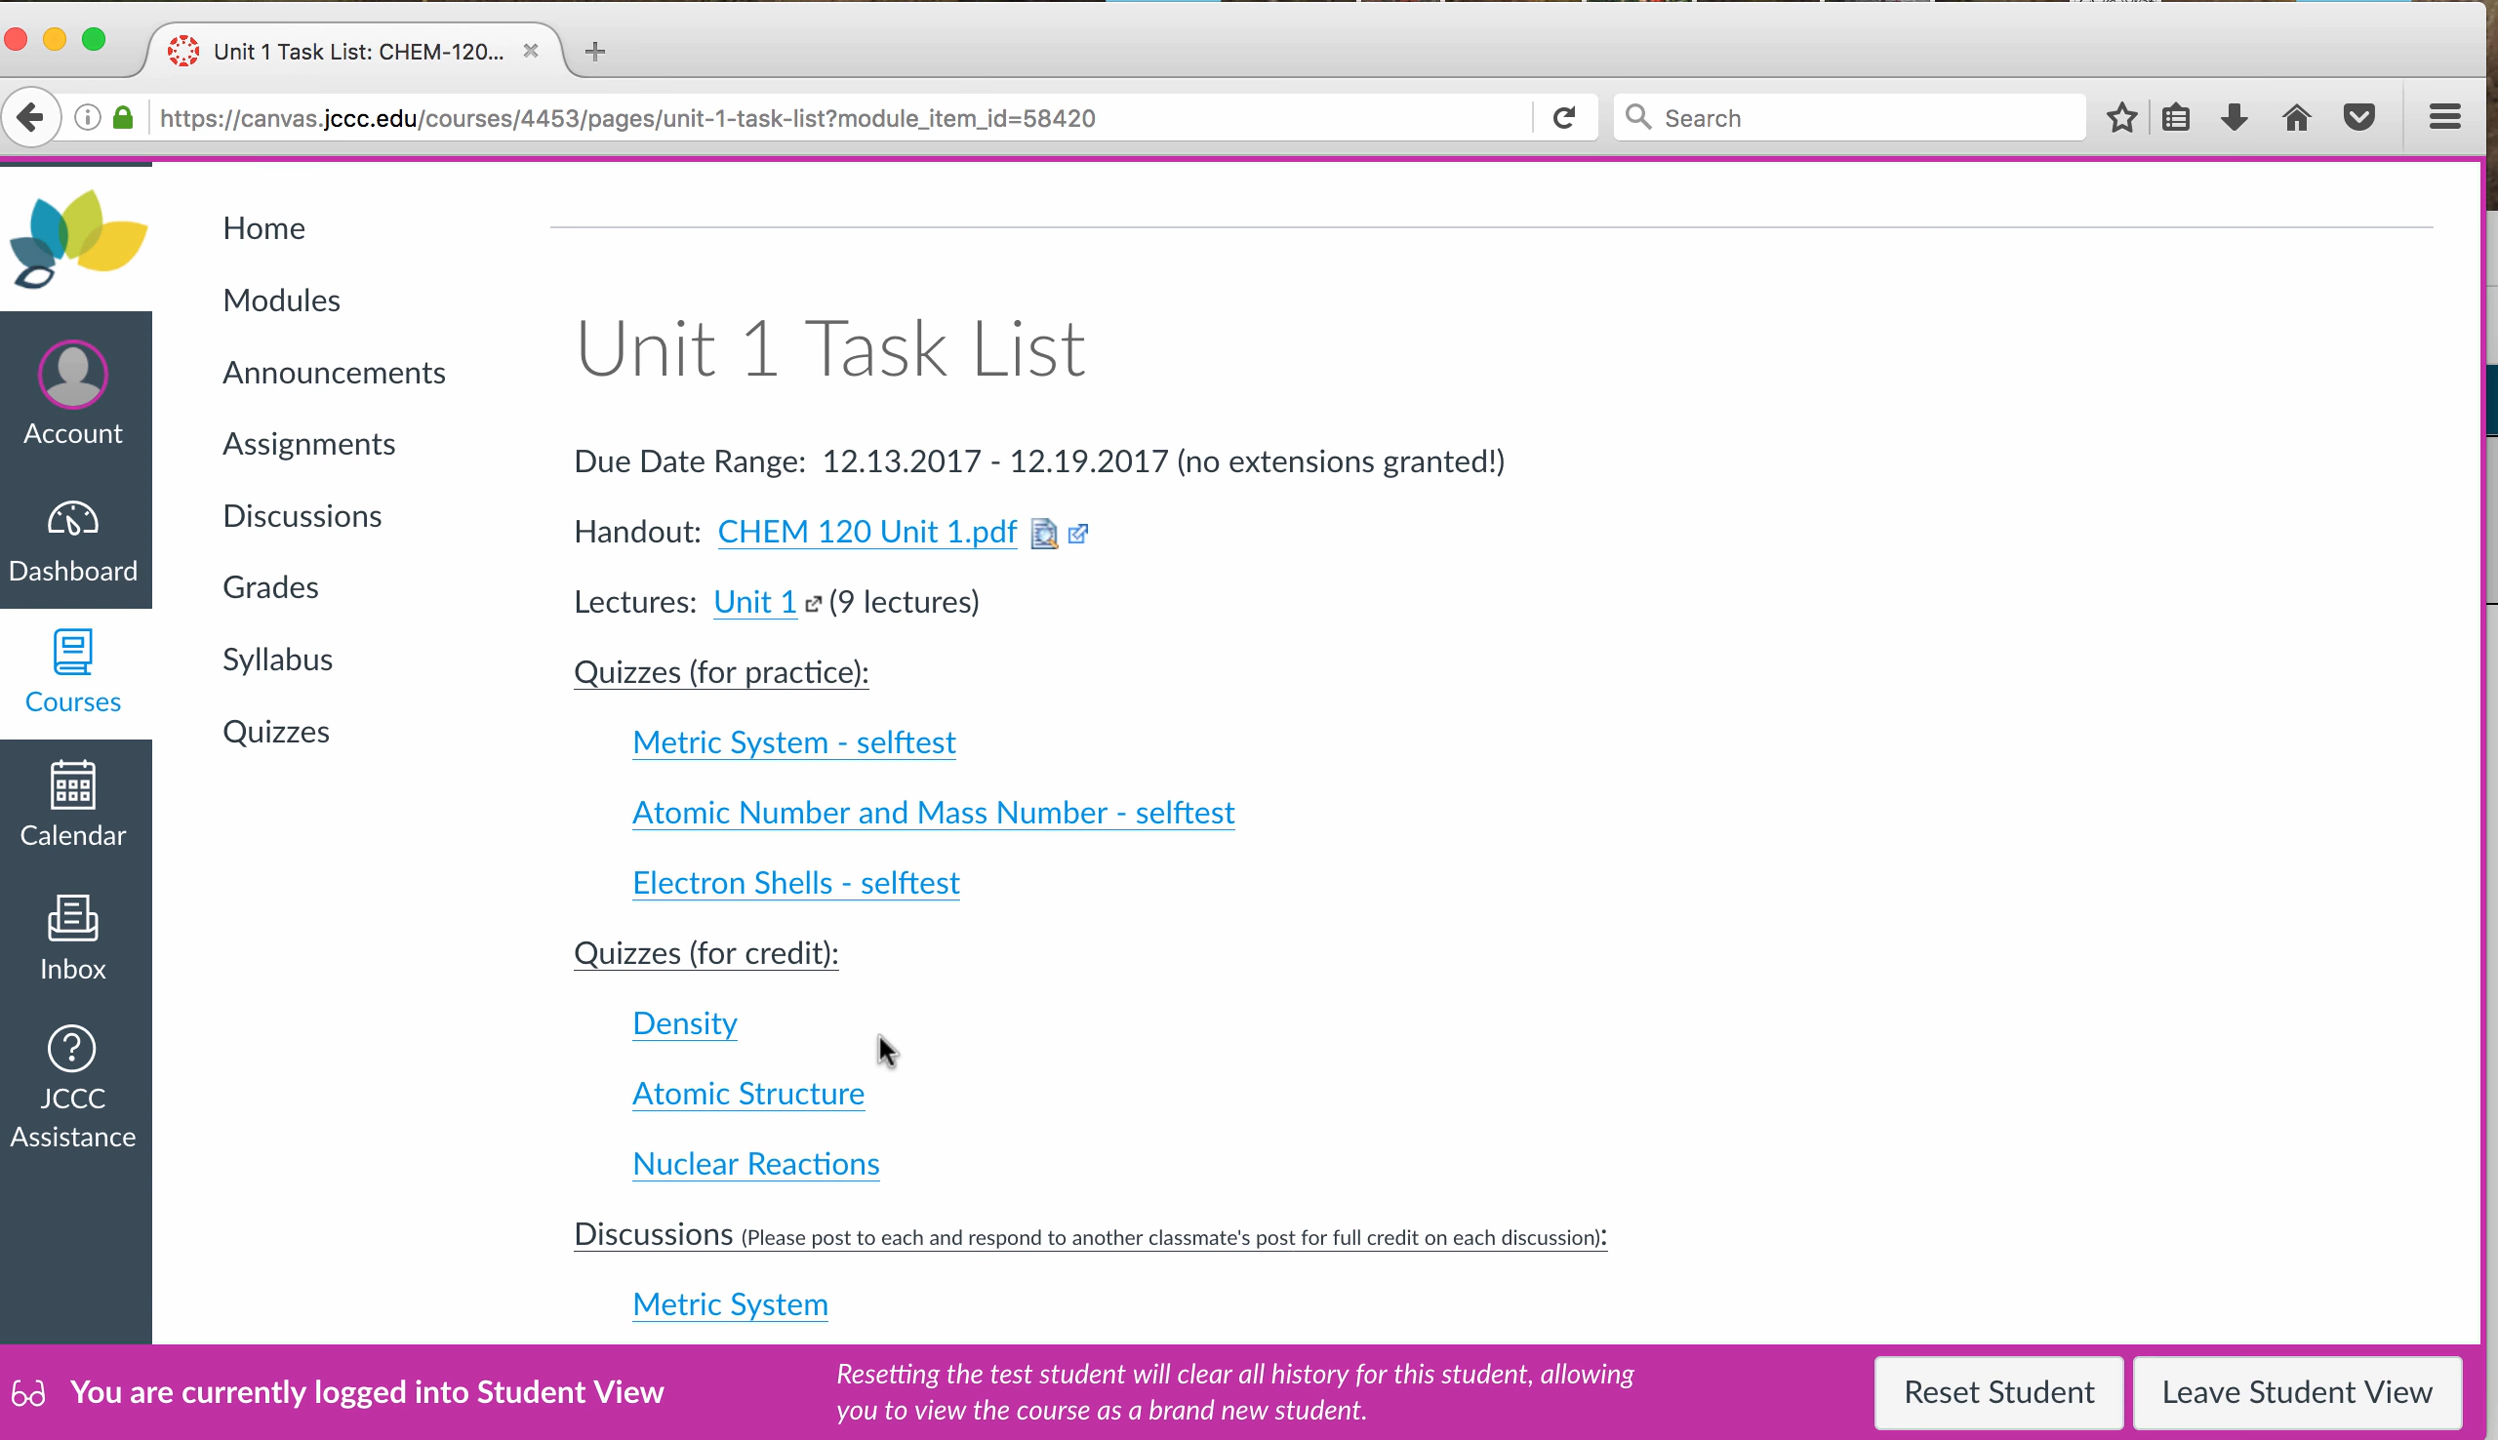 Unit 1 Task List: CHEM-120...
https://canvas.jccc.edu/courses/4453/pages/unit-1-task-list?module_item_id=58420
Search
Account
Dashboard
Courses
Calendar
Inbox
JCCC
Assistance
Home
Modules
Announcements
Assignments
Discussions
Grades
Syllabus
Quizzes
Unit 1 Task List
Due Date Range: 12.13.2017 - 12.19.2017 (no extensions granted!)
Handout: CHEM 120 Unit 1.pdf
Lectures: Unit 1 (9 lectures)
Quizzes (for practice):
Metric System - selftest
Atomic Number and Mass Number - selftest
Electron Shells - selftest
Quizzes (for credit):
Density
Atomic Structure
Nuclear Reactions
Discussions (Please post to each and respond to another classmate's post for full credit on each discussion):
Metric System
You are currently logged into Student View
Resetting the test student will clear all history for this student, allowing
you to view the course as a brand new student.
Reset Student
Leave Student View